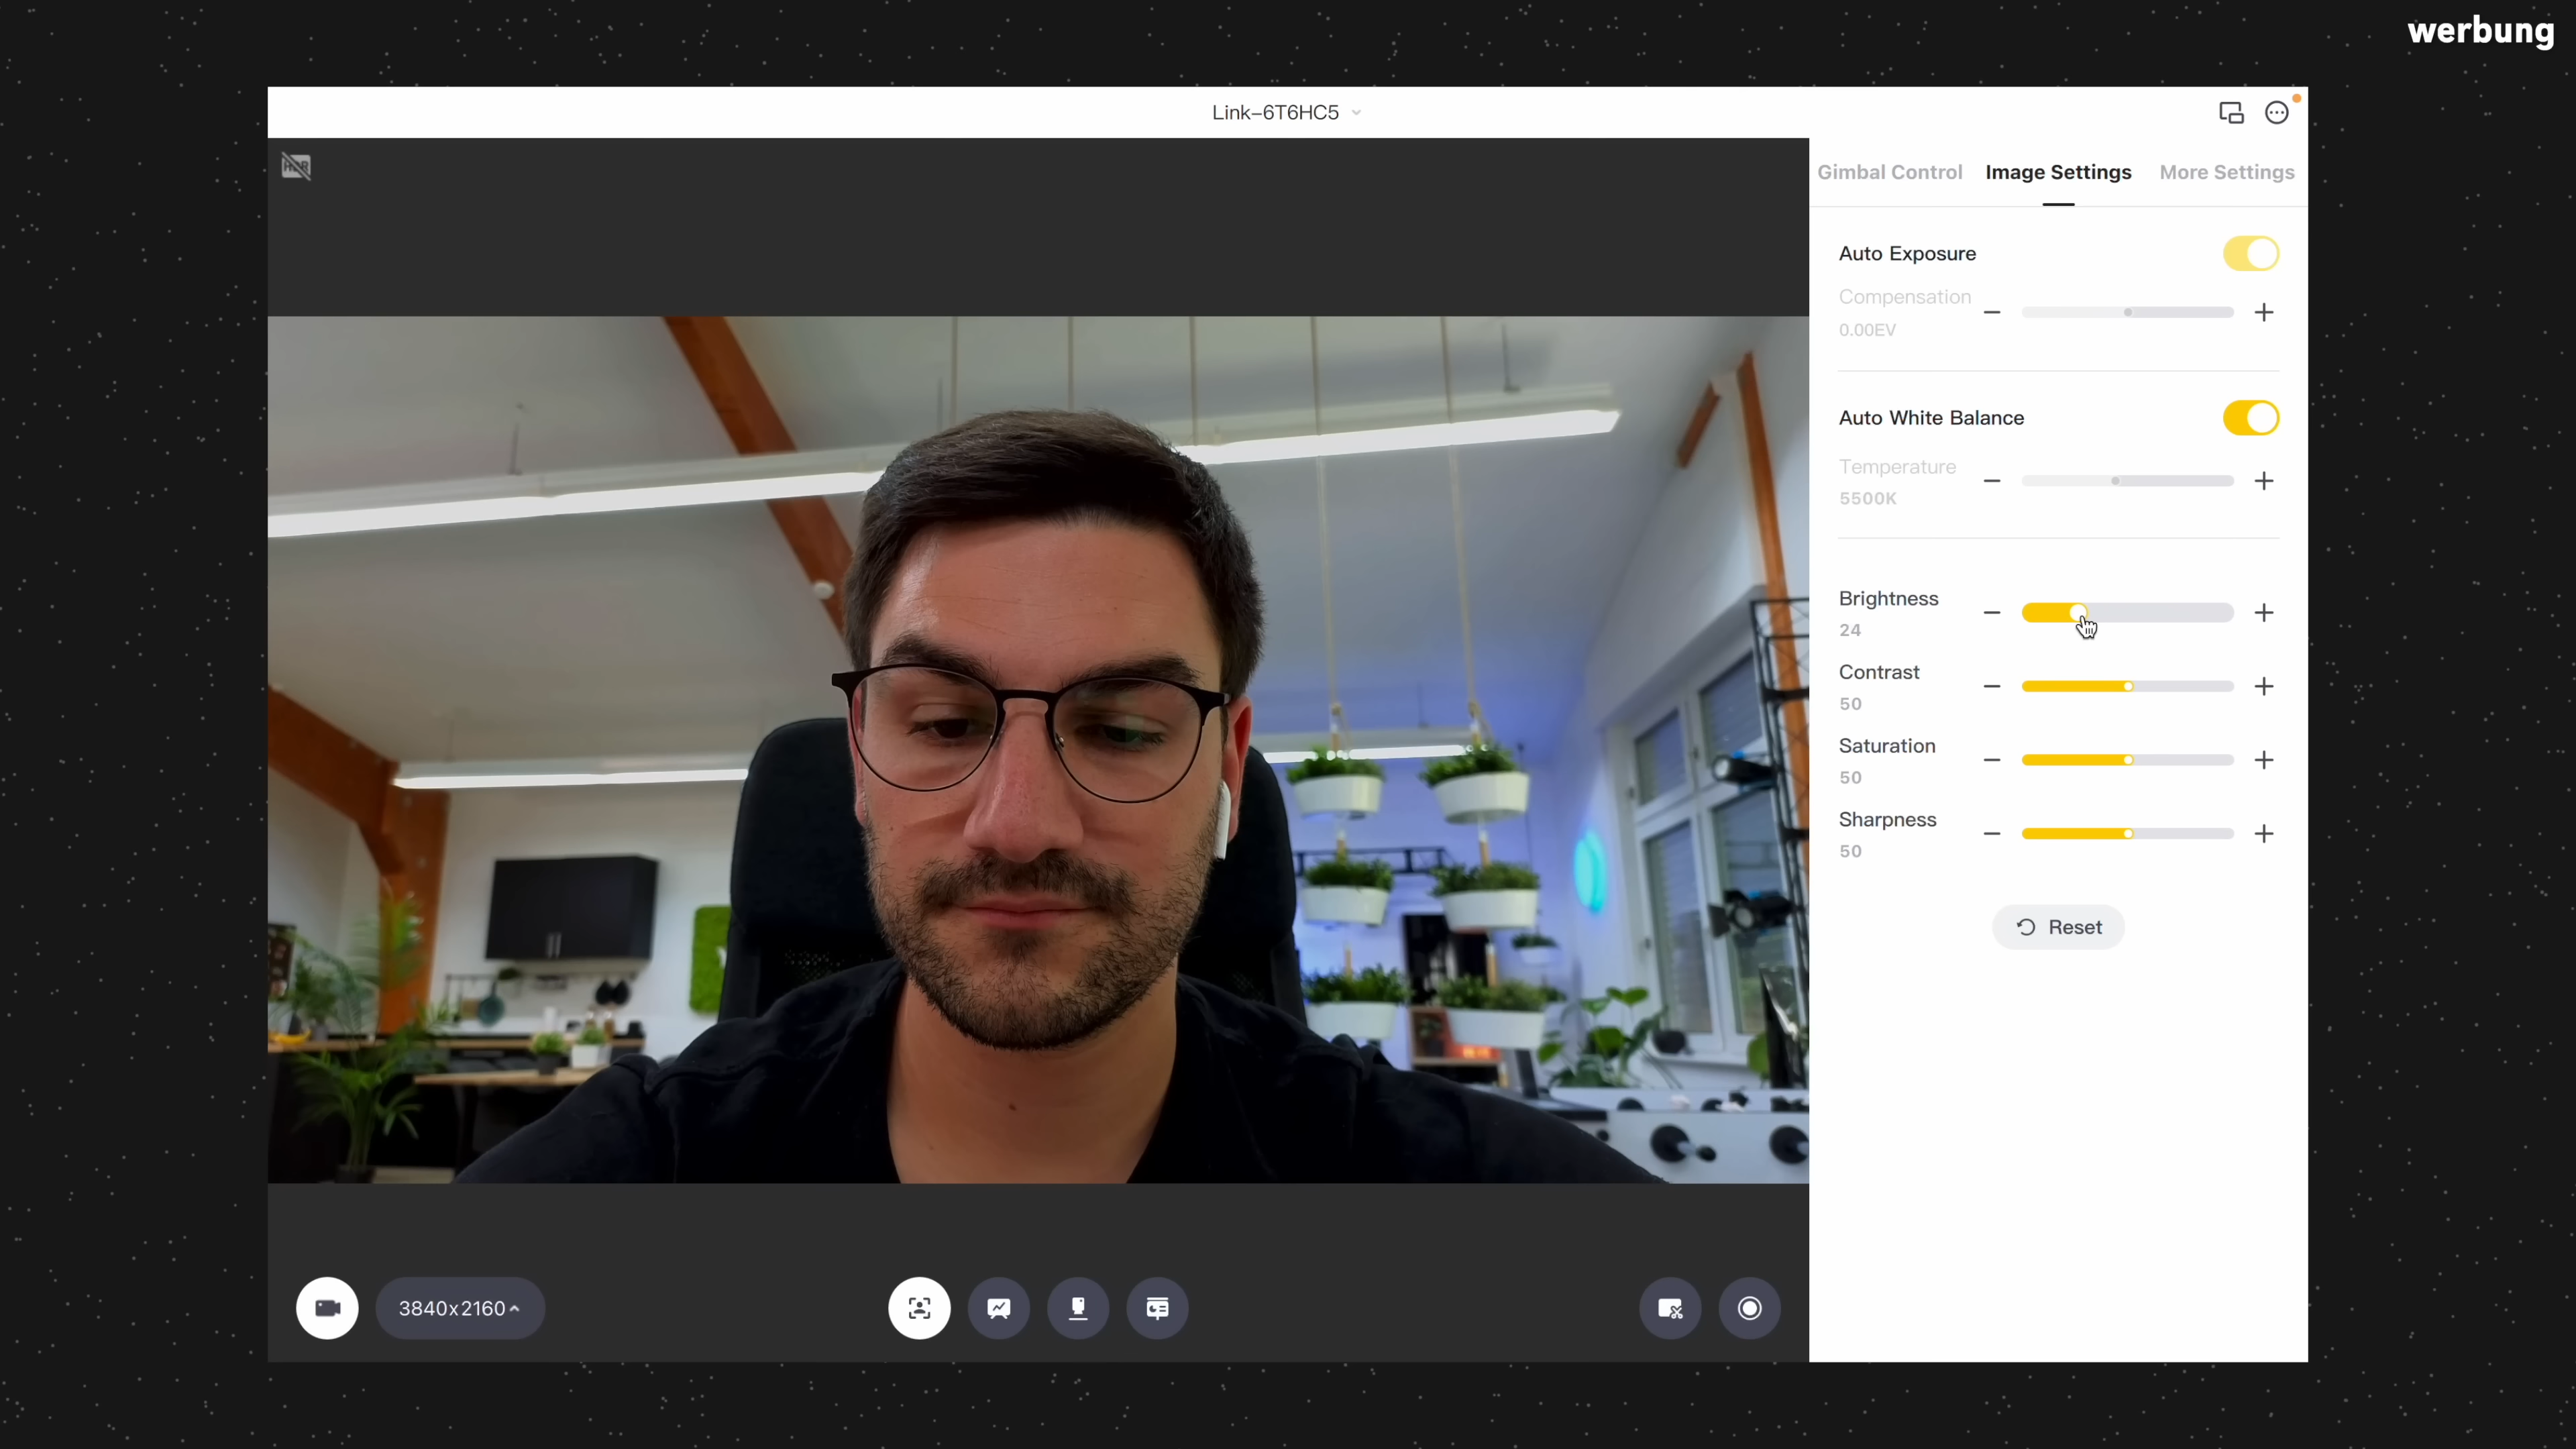 werbung
Link-6T6HC5
HDR
Gimbal Control
Image Settings
More Settings
Auto Exposure
Compensation
0.00EV
Auto White Balance
Temperature
5500K
Brightness
24
Contrast
50
Saturation
50
Sharpness
50
Reset
3840x2160